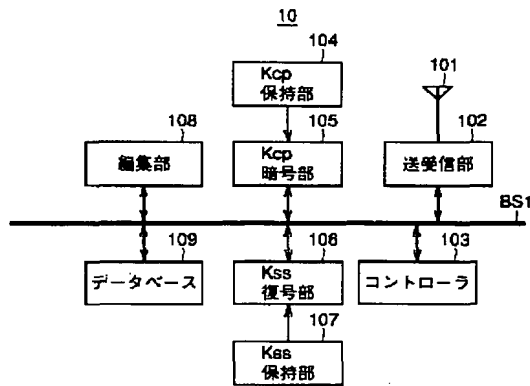 10
104
Kcp
保持部
101
108
編集部
105
Kcp
暗号部
102
送受信部
BS1
109
データベース
106
Kss
復号部
103
コントローラ
107
Kss
保持部